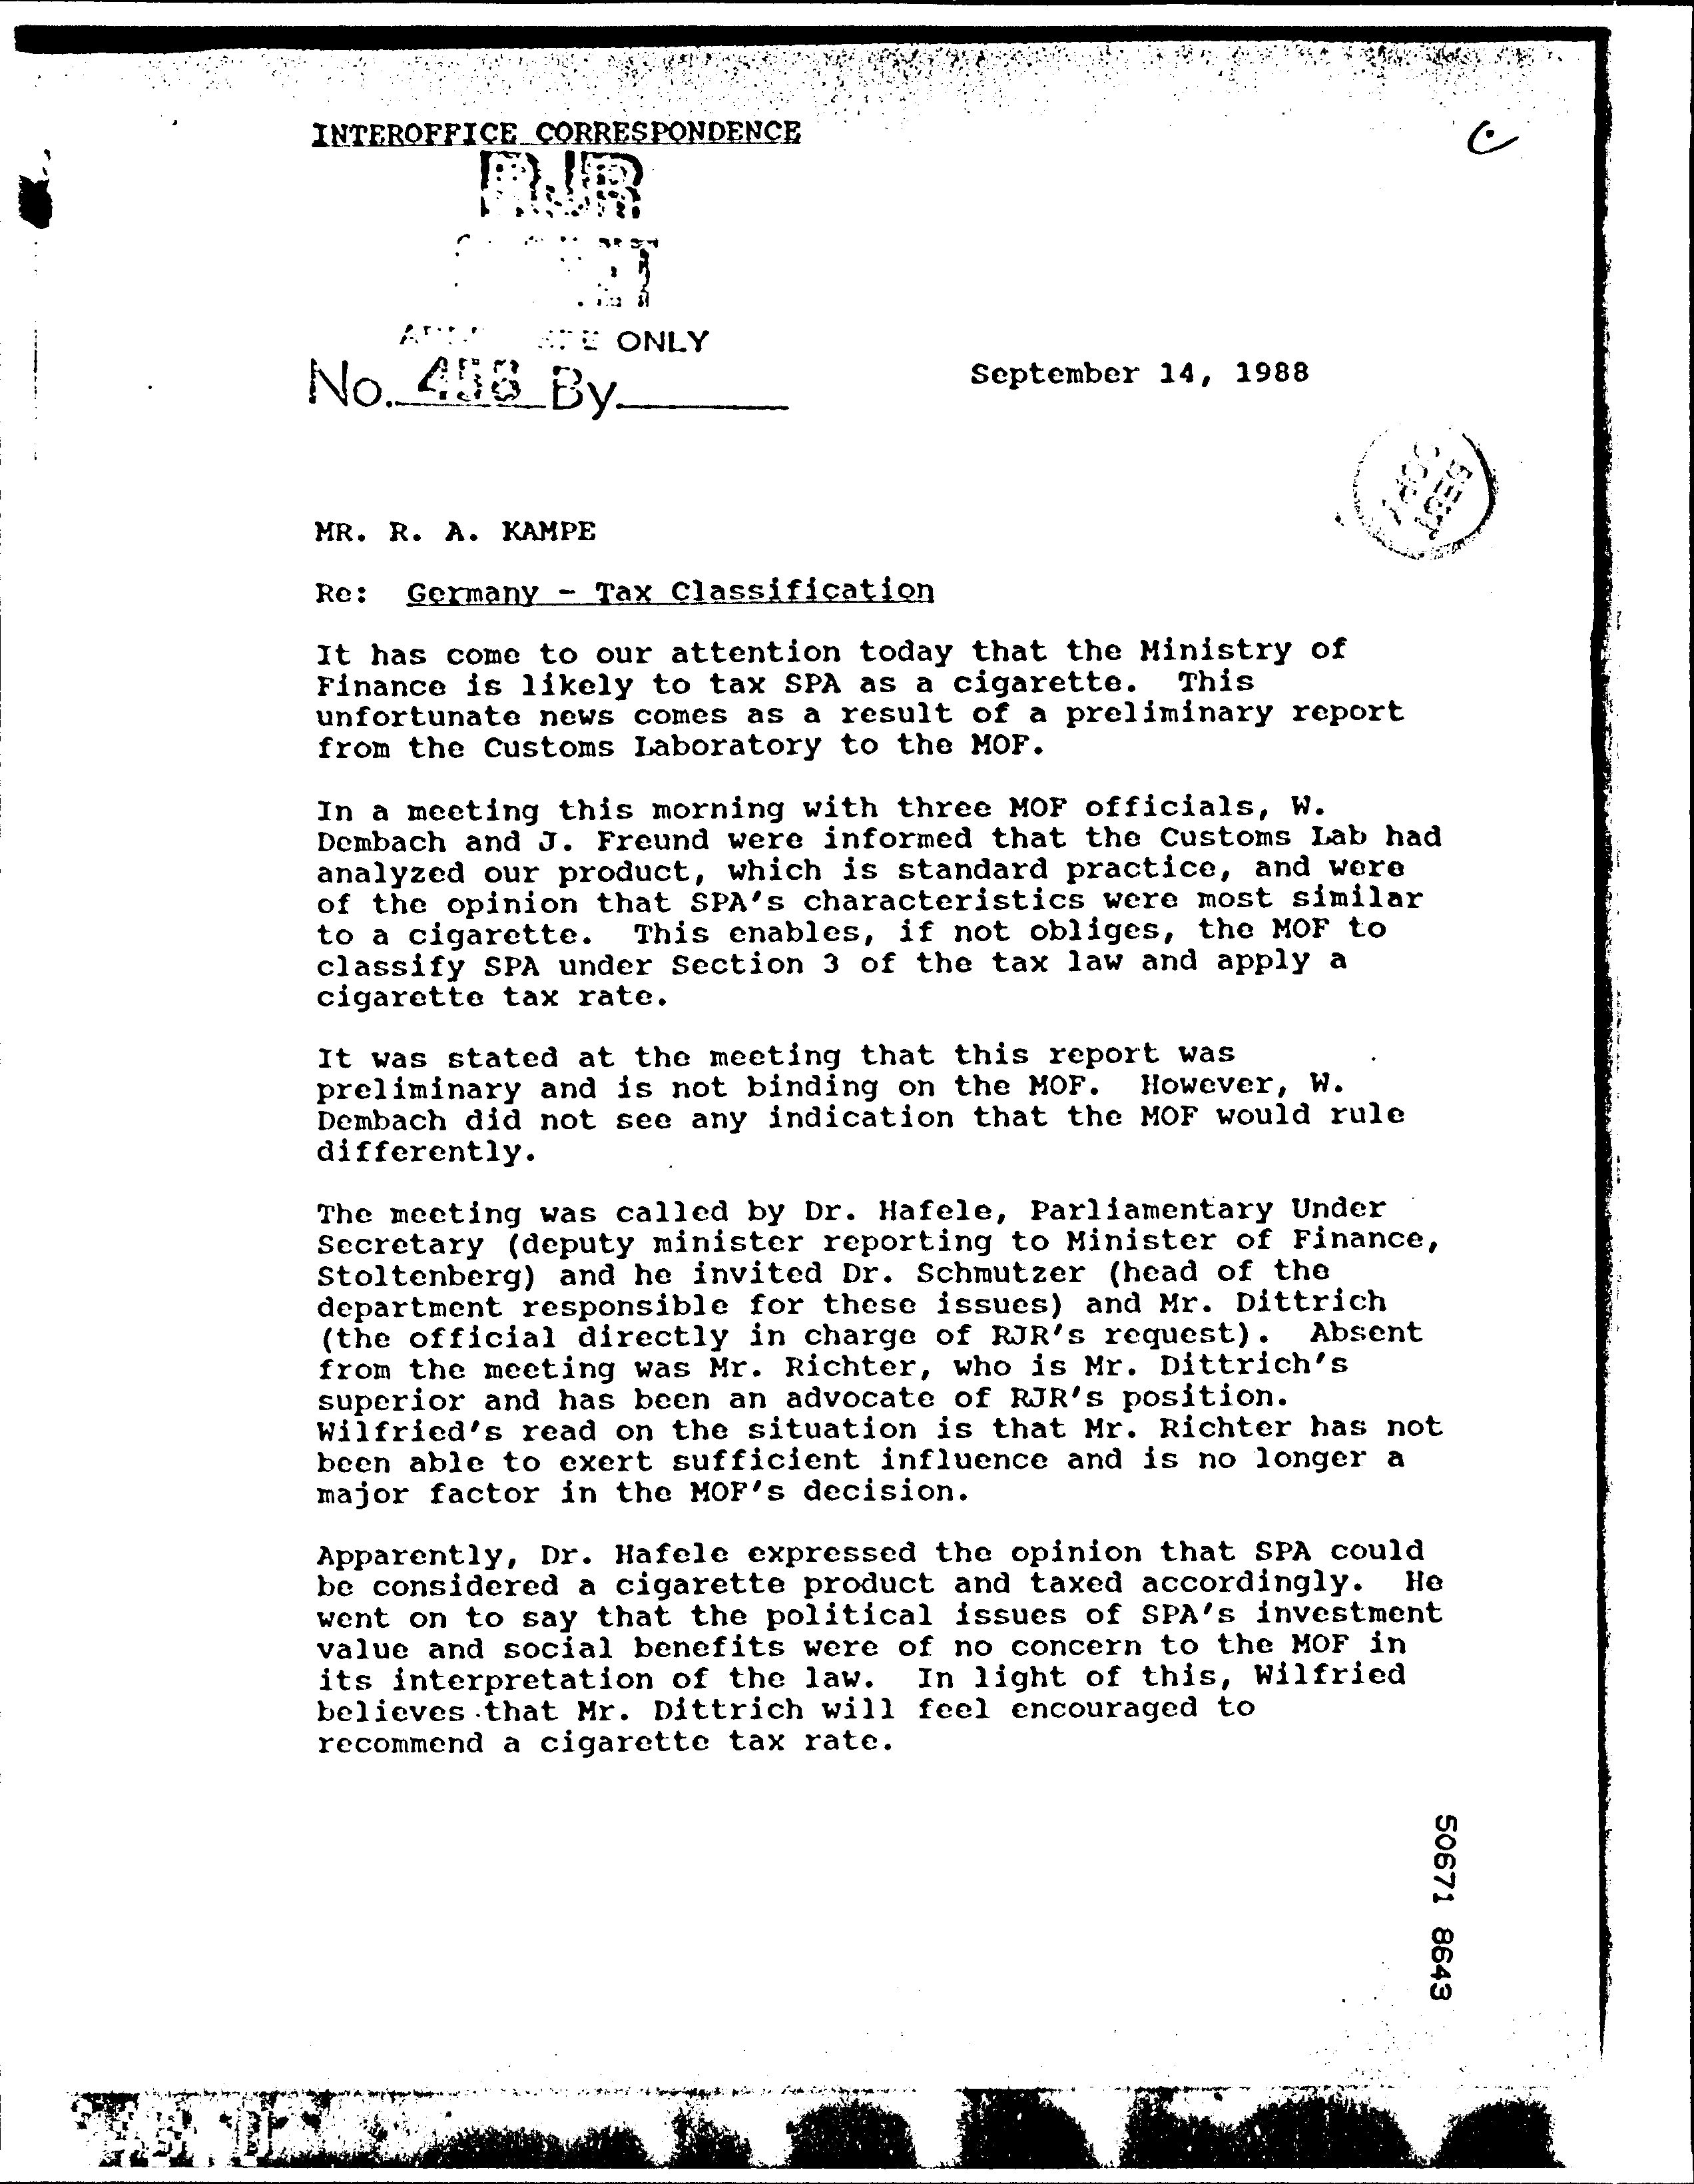 INTEROFFICE CORRESPONDENCE
RJR
ONLY
No. 458 By
September 14, 1988
MR. R. A. KAMPE
Re: Germany - Tax Classification
It has come to our attention today that the Ministry of
Finance is likely to tax SPA as a cigarette. This
unfortunate news comes as a result of a preliminary report
from the Customs Laboratory to the MOF.
In a meeting this morning with three MOF officials, W.
Dembach and J. Freund were informed that the Customs Lab had
analyzed our product, which is standard practice, and were
of the opinion that SPA's characteristics were most similar
to a cigarette. This enables, if not obliges, the MOF to
classify SPA under Section 3 of the tax law and apply a
cigarette tax rate.
It was stated at the meeting that this report was
preliminary and is not binding on the MOF. However, W.
Dembach did not see any indication that the MOF would rule
differently.
The meeting was called by Dr. Hafele, Parliamentary Under
Secretary (deputy minister reporting to Minister of Finance,
Stoltenberg) and he invited Dr. Schmutzer (head of the
department responsible for these issues) and Mr. Dittrich
(the official directly in charge of RJR's request). Absent
from the meeting was Mr. Richter, who is Mr. Dittrich's
superior and has been an advocate of RJR's position.
Wilfried's read on the situation is that Mr. Richter has not
been able to exert sufficient influence and is no longer a
major factor in the MOF's decision.
Apparently, Dr. Hafele expressed the opinion that SPA could
be considered a cigarette product and taxed accordingly. He
went on to say that the political issues of SPA's investment
value and social benefits were of no concern to the MOF in
its interpretation of the law. In light of this, Wilfried
believes that Mr. Dittrich will feel encouraged to
recommend a cigarette tax rate.
50671 8643